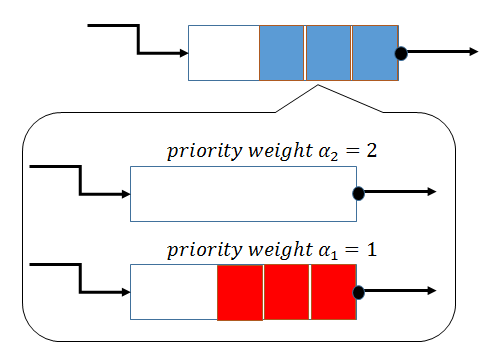 priority weight α₂ = 2
priority weight α₁ = 1